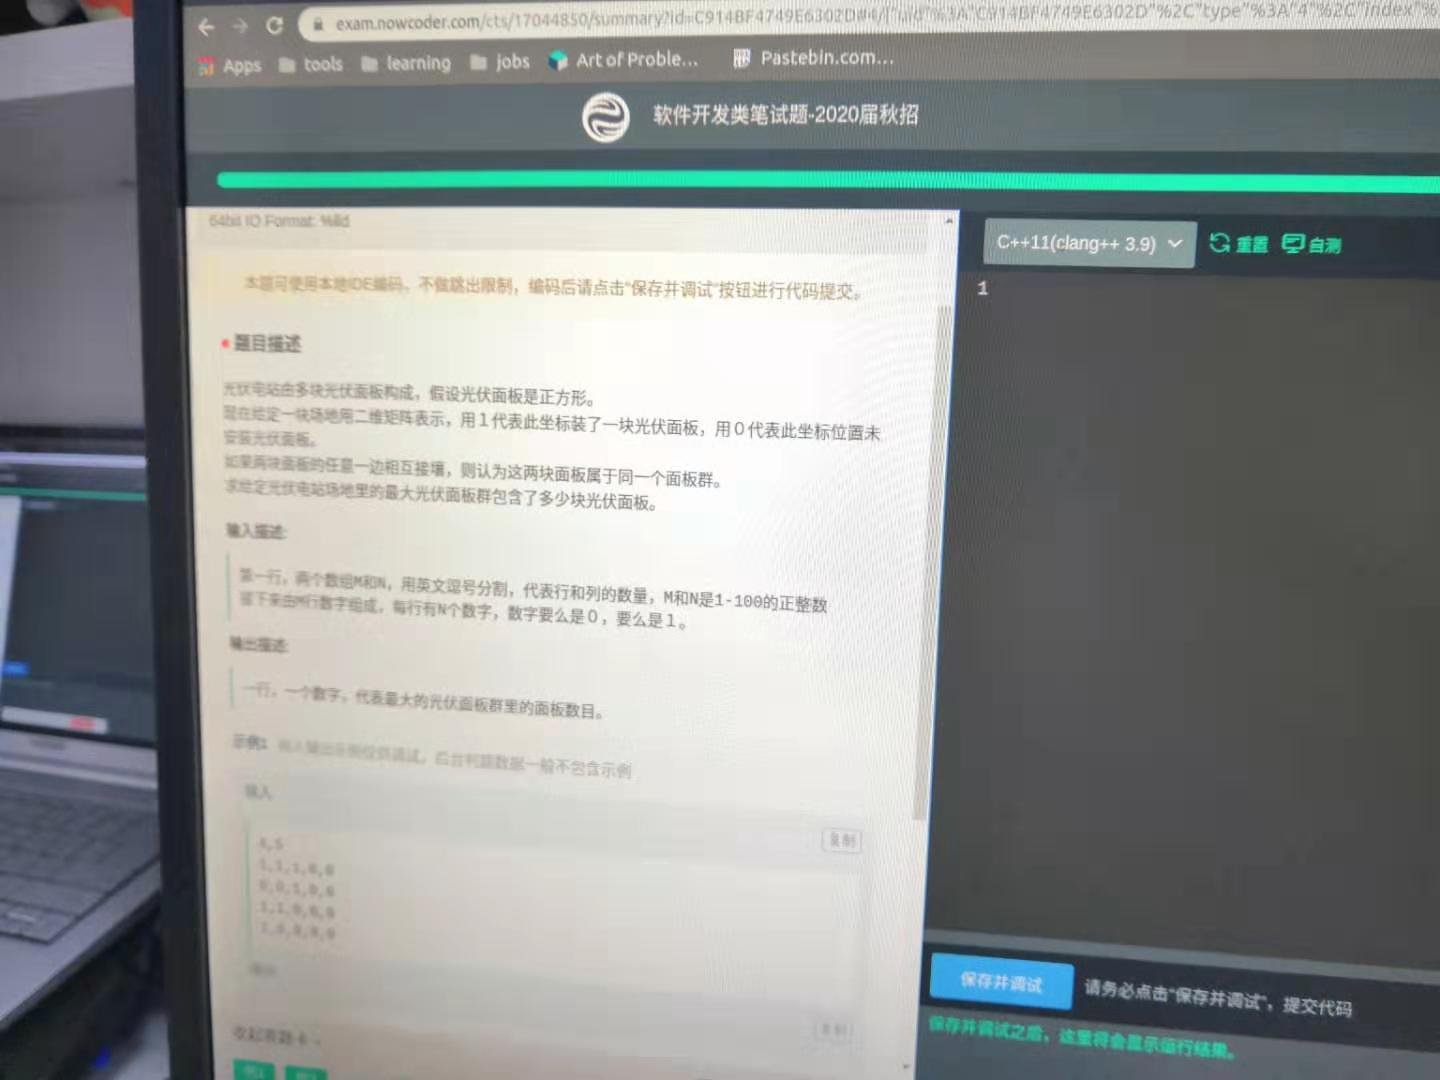 exam.nowcoder.com/cts/17044850/summary?id=C914BF4749E6302D#4/{"uid"%3A"C914BF4749E6302D"%2C"type"%3A"4"%2C"index"%
Apps tools learning jobs Art of Proble... Pastebin.com...
软件开发类笔试题-2020届秋招
64bit IO Format: %lld
本题可使用本地IDE编码，不做跳出限制，编码后请点击“保存并调试”按钮进行代码提交。
题目描述
光伏电站由多块光伏面板构成，假设光伏面板是正方形。
现在给定一块场地用二维矩阵表示，用1代表此坐标装了一块光伏面板，用0代表此坐标位置未
安装光伏面板。
如果两块面板的任意一边相互接壤，则认为这两块面板属于同一个面板群。
求给定光伏电站场地里的最大光伏面板群包含了多少块光伏面板。
输入描述:
第一行，两个数组M和N，用英文逗号分割，代表行和列的数量，M和N是1-100的正整数
接下来由M行数字组成，每行有N个数字，数字要么是0，要么是1。
输出描述:
一行，一个数字，代表最大的光伏面板群里的面板数目。
示例1 输入输出示例仅供调试，后台判题数据一般不包含示例
输入
复制
4,5
1,1,1,0,0
0,0,1,0,0
1,1,0,0,0
1,0,0,0,0
输出
复制
收起答题卡
C++11(clang++ 3.9) 重置 自测
1
保存并调试 请务必点击“保存并调试”，提交代码
保存并调试之后，这里将会显示运行结果。